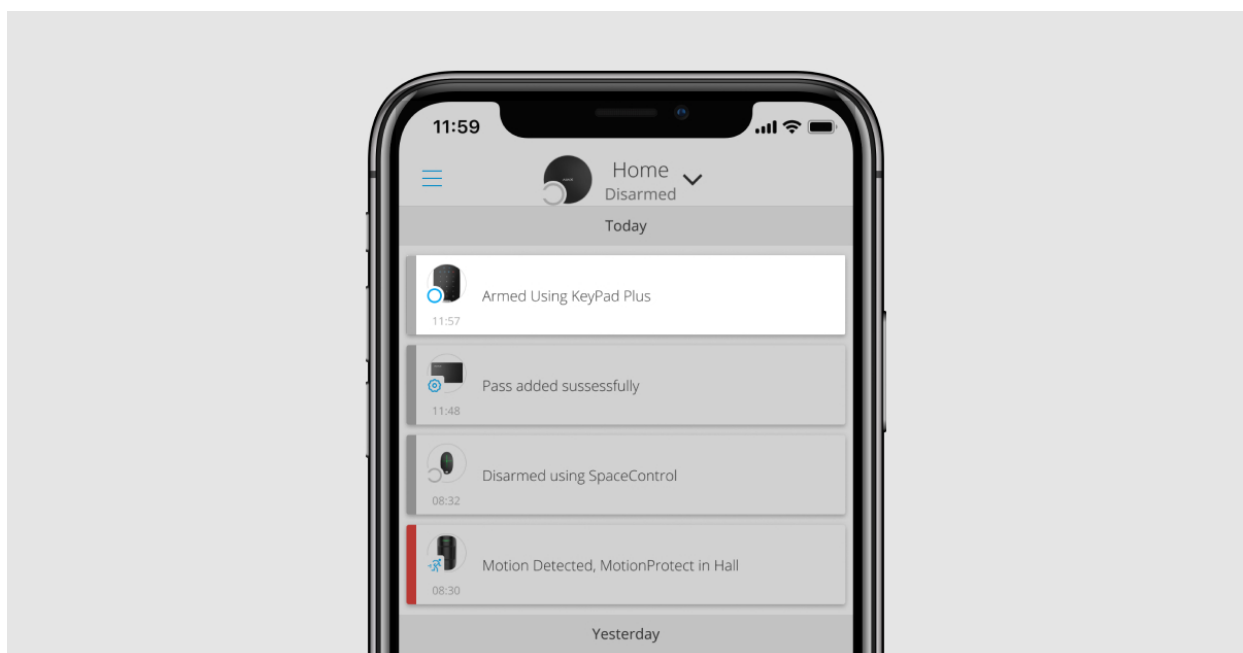 11:59
Home
Disarmed
Today
Armed Using KeyPad Plus
11:57
Pass added sussessfully
11:48
Disarmed using SpaceControl
08:32
Motion Detected, MotionProtect in Hall
08:30
Yesterday